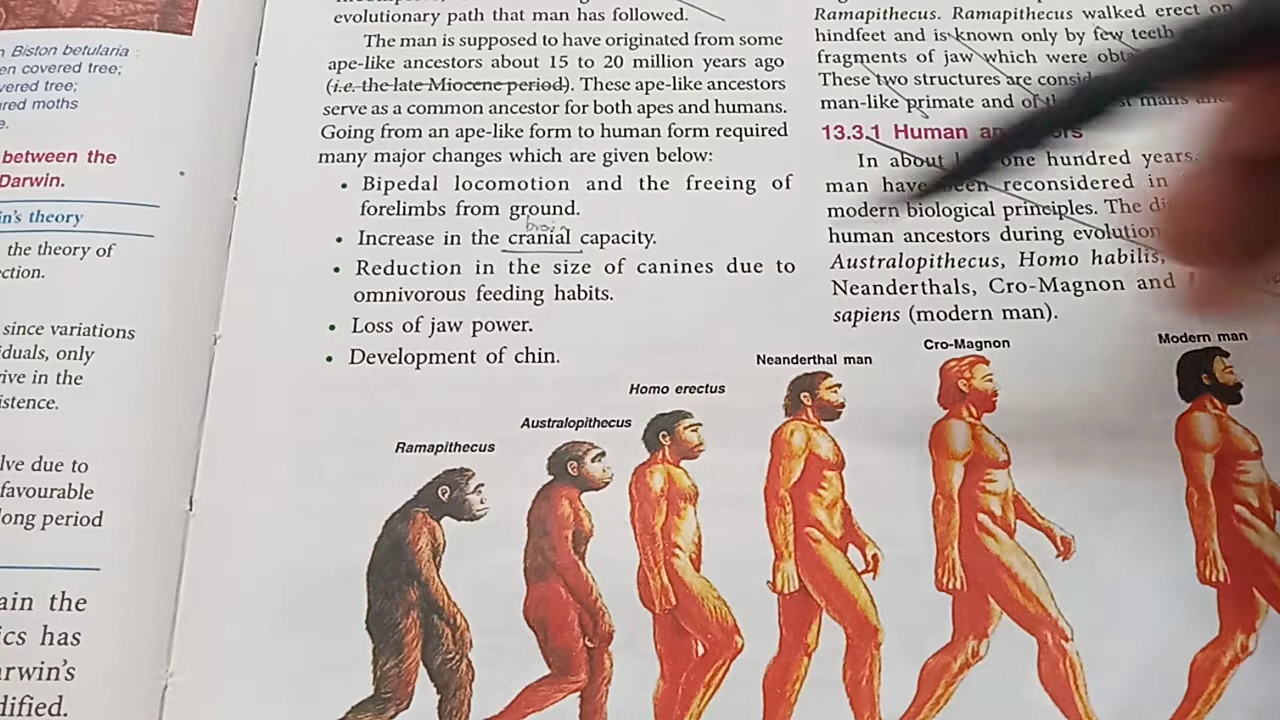 Biston betularia :
en covered tree;
vered tree;
ured moths
e.
between the
Darwin.
in's theory
the theory of
ection.
since variations
iduals, only
ive in the
istence.
lve due to
favourable
long period
ain the
ics has
arwin's
dified.
evolutionary path that man has followed.
The man is supposed to have originated from some
ape-like ancestors about 15 to 20 million years ago
(i.e. the late Miocene period). These ape-like ancestors
serve as a common ancestor for both apes and humans.
Going from an ape-like form to human form required
many major changes which are given below:
• Bipedal locomotion and the freeing of
forelimbs from ground.
brain
• Increase in the cranial capacity.
• Reduction in the size of canines due to
omnivorous feeding habits.
• Loss of jaw power.
• Development of chin.
Ramapithecus. Ramapithecus walked erect on
hindfeet and is known only by few teeth
fragments of jaw which were
These two structures are
man-like primate and of
13.3.1 Human
In about one hundred years.
man have been reconsidered in
modern biological principles. The
human ancestors during evolution
Australopithecus, Homo habilis,
Neanderthals, Cro-Magnon and
sapiens (modern man).
Ramapithecus
Australopithecus
Homo erectus
Neanderthal man
Cro-Magnon
Modern man